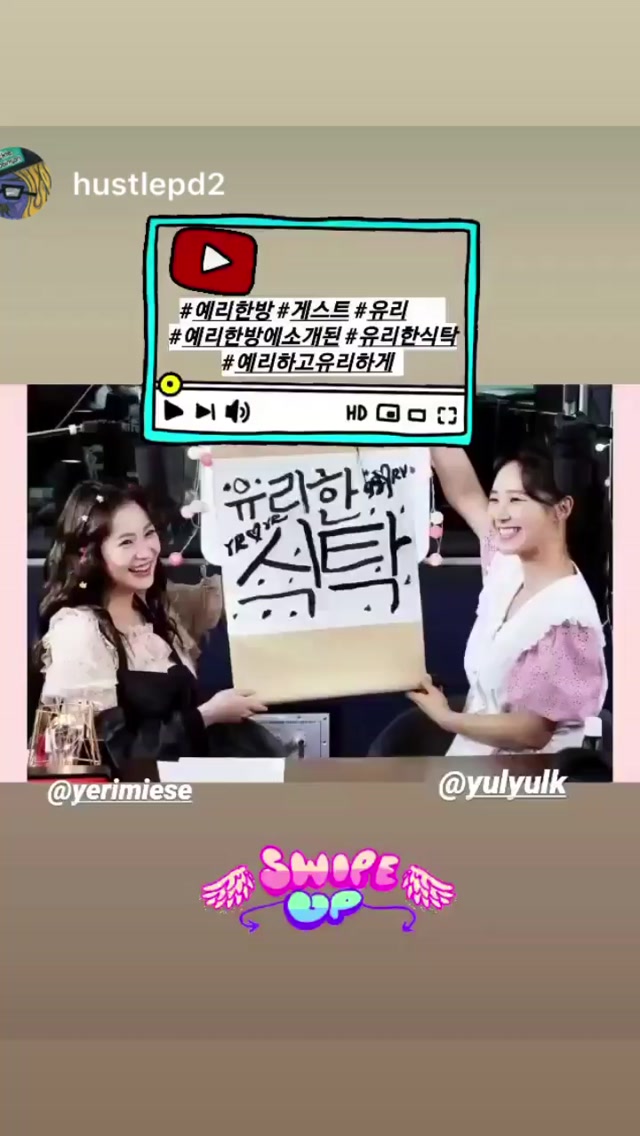 hustlepd2
#예리한방 #게스트 #유리
#예리한방에소개된 #유리한식탁
#예리하고유리하게
HD
유리한
YR♡YR
식탁
@yerimiese
@yulyulk
SWIPE
UP